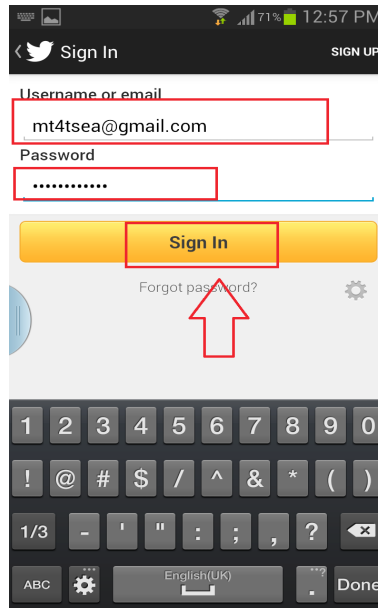 71% 12:57 PM
Sign In SIGN UP
Username or email
mt4tsea@gmail.com
Password
••••••••••••
Sign In
Forgot password?
1 2 3 4 5 6 7 8 9 0
! @ # $ / ^ & * ( )
1/3 - ' " : ; , ? 
ABC English(UK) ...? . Done